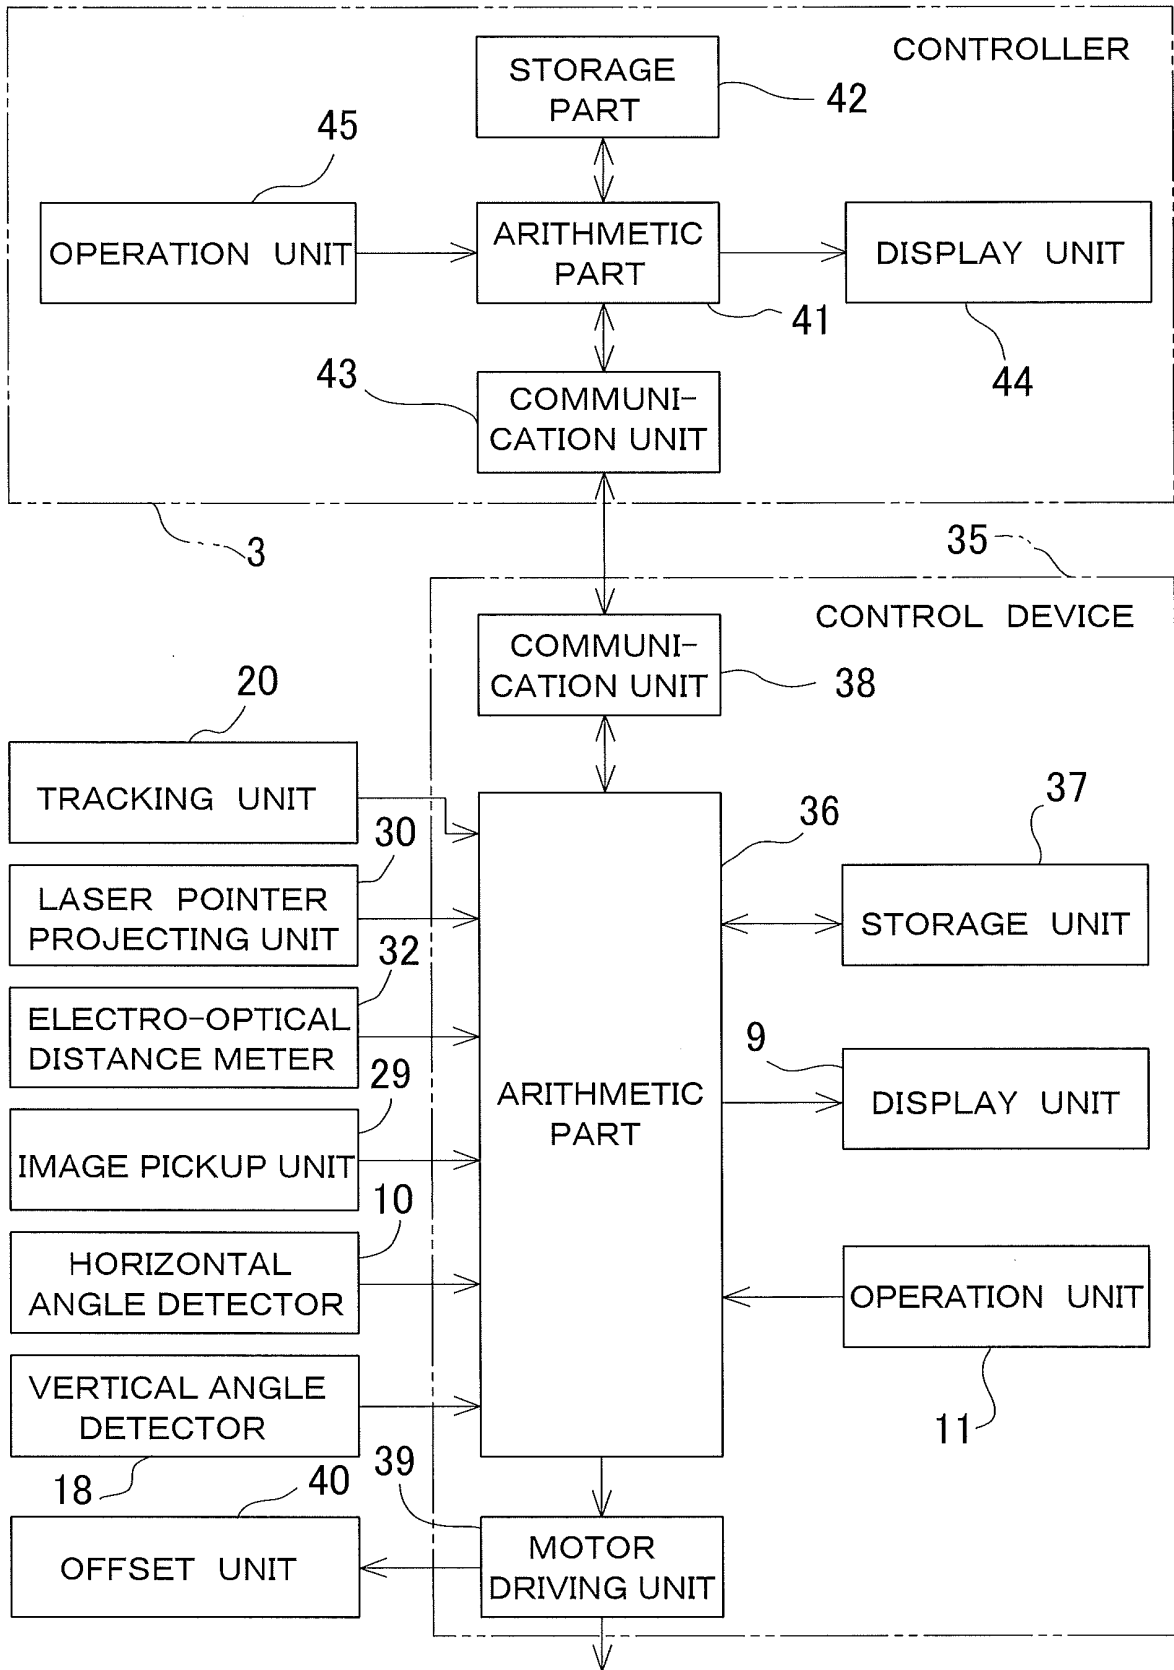 CONTROLLER
STORAGE
PART
42
45
OPERATION UNIT
ARITHMETIC
PART
41
DISPLAY UNIT
44
43
COMMUNI-
CATION UNIT
3
35
CONTROL DEVICE
COMMUNI-
CATION UNIT
38
20
TRACKING UNIT
30
LASER POINTER
PROJECTING UNIT
32
ELECTRO-OPTICAL
DISTANCE METER
29
IMAGE PICKUP UNIT
10
HORIZONTAL
ANGLE DETECTOR
VERTICAL ANGLE
DETECTOR
18
36
ARITHMETIC
PART
37
STORAGE UNIT
9
DISPLAY UNIT
OPERATION UNIT
11
40
OFFSET UNIT
39
MOTOR
DRIVING UNIT